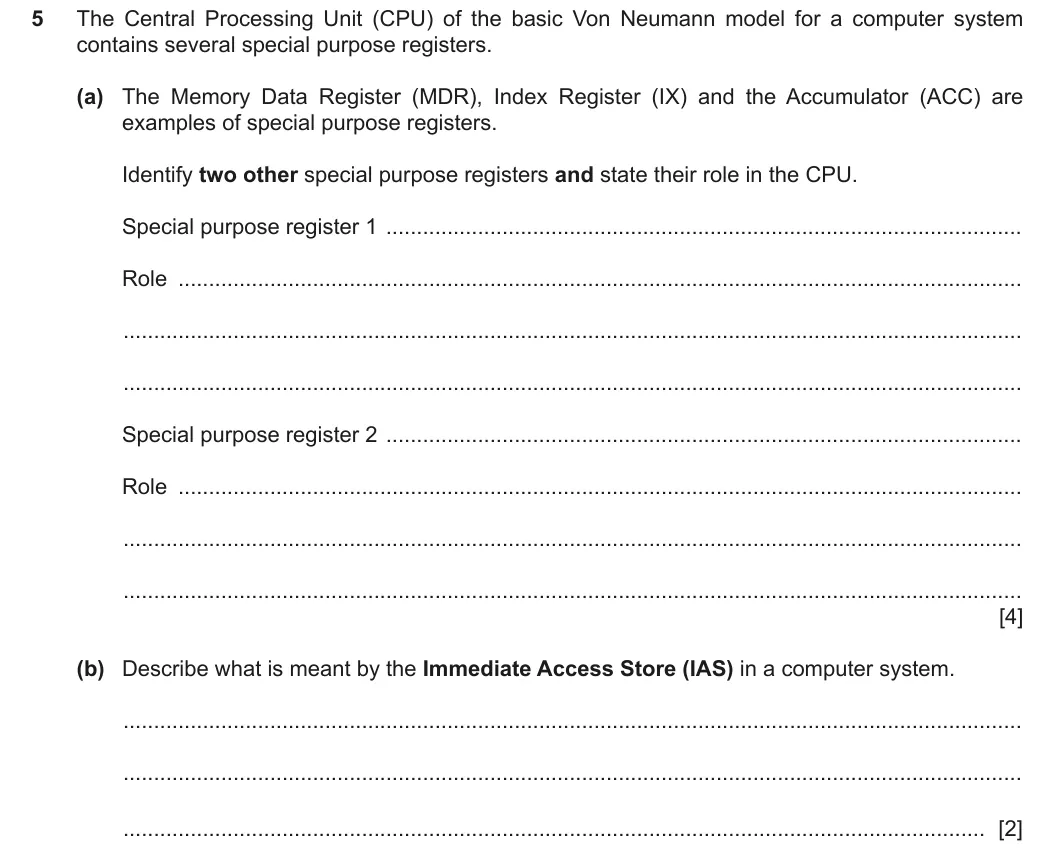 5 The Central Processing Unit (CPU) of the basic Von Neumann model for a computer system
contains several special purpose registers.
(a) The Memory Data Register (MDR), Index Register (IX) and the Accumulator (ACC) are
examples of special purpose registers.
Identify two other special purpose registers and state their role in the CPU.
Special purpose register 1 ........................................................................................................
Role ..........................................................................................................................................
...................................................................................................................................................
...................................................................................................................................................
Special purpose register 2 ........................................................................................................
Role ..........................................................................................................................................
...................................................................................................................................................
...................................................................................................................................................
[4]
(b) Describe what is meant by the Immediate Access Store (IAS) in a computer system.
...................................................................................................................................................
...................................................................................................................................................
............................................................................................................................................. [2]